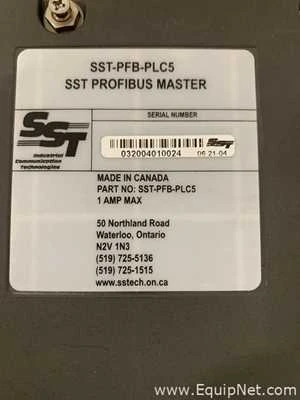 SST-PFB-PLC5
SST PROFIBUS MASTER
SERIAL NUMBER
SST
Industrial
Communication
Technologies
032004010024 06-21-04
MADE IN CANADA
PART NO: SST-PFB-PLC5
1 AMP MAX
50 Northland Road
Waterloo, Ontario
N2V 1N3
(519) 725-5136
(519) 725-1515
www.sstech.on.ca
www.EquipNet.com